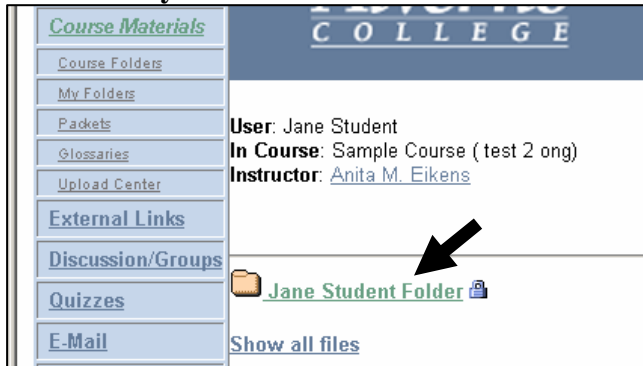 Course Materials
Course Folders
My Folders
Packets
Glossaries
Upload Center
External Links
Discussion/Groups
Quizzes
E-Mail
COLLEGE
User: Jane Student
In Course: Sample Course ( test 2 ong)
Instructor: Anita M. Eikens
Jane Student Folder
Show all files